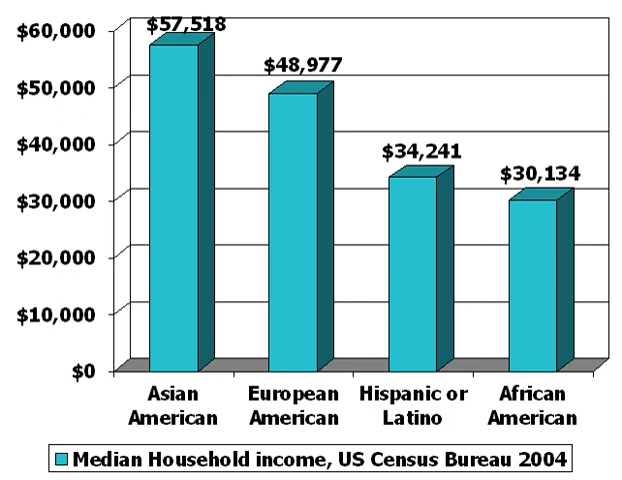 $60,000
$50,000
$40,000
$30,000
$20,000
$10,000
$0
$57,518
$48,977
$34,241
$30,134
Asian
American
European
American
Hispanic or
Latino
African
American
Median Household income, US Census Bureau 2004